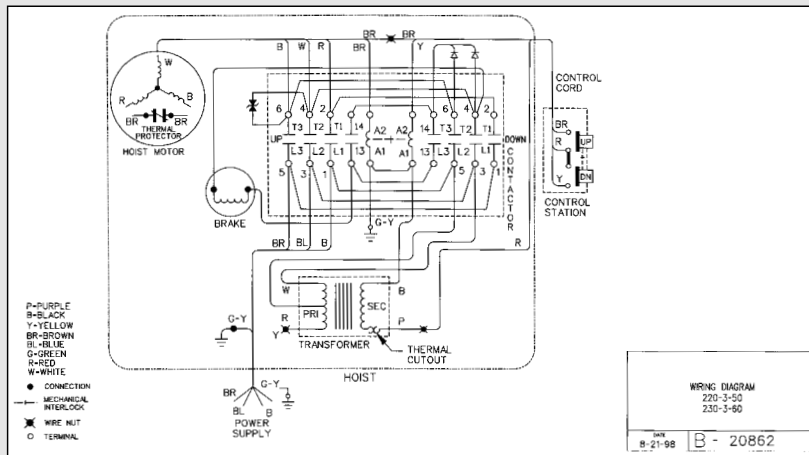 BR BR
B W R BR Y
W
R B
BR BR
THERMAL
PROTECTOR
HOIST MOTOR
6 4 2 6 4 2
T3 T2 T1 14 A2 A2 14 T3 T2 T1
UP DOWN
L3 L2 L1 13 A1 A1 13 L3 L2 L1
5 3 1 5 3 1
CONTACTOR
CONTROL
CORD
BR
R
Y
UP
DN
CONTROL
STATION
BRAKE
G-Y
BR BL B
R
W B
PRI SEC
R
Y P
TRANSFORMER
THERMAL
CUTOUT
HOIST
G-Y
BR G-Y
BL B
POWER
SUPPLY
P-PURPLE
B-BLACK
Y-YELLOW
BR-BROWN
BL-BLUE
G-GREEN
R-RED
W-WHITE
CONNECTION
MECHANICAL
INTERLOCK
WIRE NUT
TERMINAL
WIRING DIAGRAM
220-3-50
230-3-60
DATE
8-21-98
B - 20862